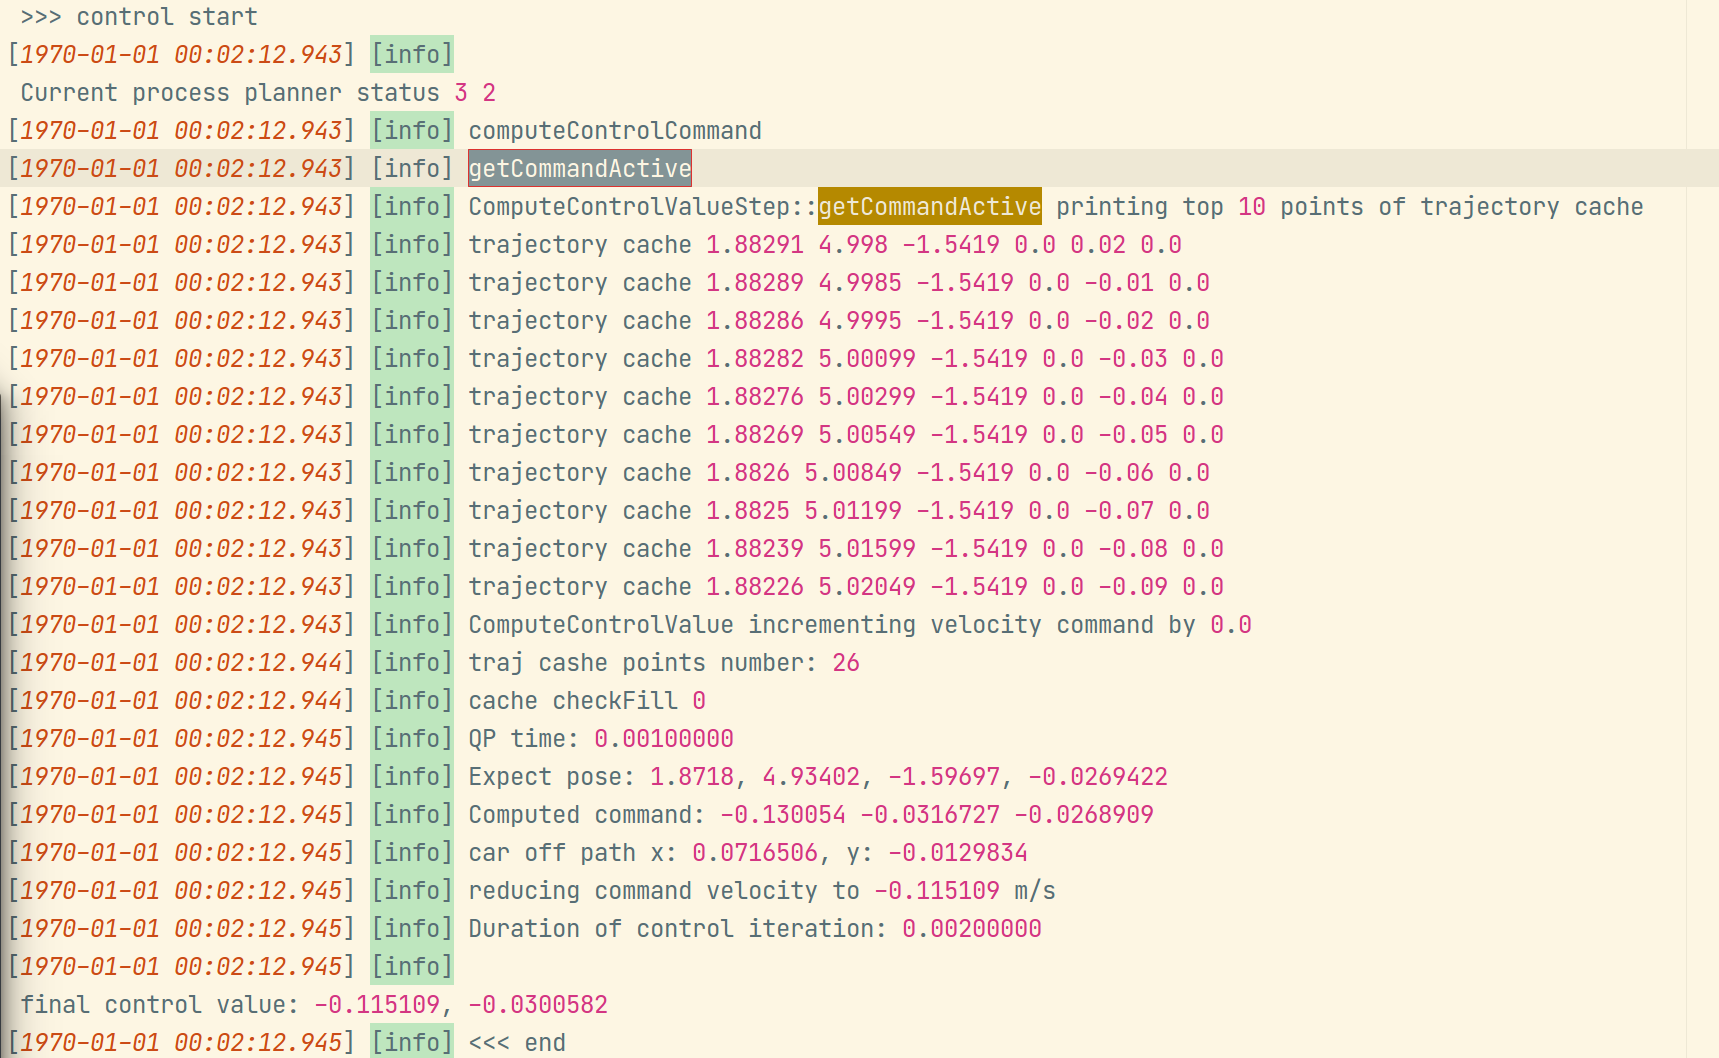 >>> control start
[1970-01-01 00:02:12.943] [info]
Current process planner status 3 2
[1970-01-01 00:02:12.943] [info] computeControlCommand
[1970-01-01 00:02:12.943] [info] getCommandActive
[1970-01-01 00:02:12.943] [info] ComputeControlValueStep::getCommandActive printing top 10 points of trajectory cache
[1970-01-01 00:02:12.943] [info] trajectory cache 1.88291 4.998 -1.5419 0.0 0.02 0.0
[1970-01-01 00:02:12.943] [info] trajectory cache 1.88289 4.9985 -1.5419 0.0 -0.01 0.0
[1970-01-01 00:02:12.943] [info] trajectory cache 1.88286 4.9995 -1.5419 0.0 -0.02 0.0
[1970-01-01 00:02:12.943] [info] trajectory cache 1.88282 5.00099 -1.5419 0.0 -0.03 0.0
[1970-01-01 00:02:12.943] [info] trajectory cache 1.88276 5.00299 -1.5419 0.0 -0.04 0.0
[1970-01-01 00:02:12.943] [info] trajectory cache 1.88269 5.00549 -1.5419 0.0 -0.05 0.0
[1970-01-01 00:02:12.943] [info] trajectory cache 1.8826 5.00849 -1.5419 0.0 -0.06 0.0
[1970-01-01 00:02:12.943] [info] trajectory cache 1.8825 5.01199 -1.5419 0.0 -0.07 0.0
[1970-01-01 00:02:12.943] [info] trajectory cache 1.88239 5.01599 -1.5419 0.0 -0.08 0.0
[1970-01-01 00:02:12.943] [info] trajectory cache 1.88226 5.02049 -1.5419 0.0 -0.09 0.0
[1970-01-01 00:02:12.943] [info] ComputeControlValue incrementing velocity command by 0.0
[1970-01-01 00:02:12.944] [info] traj cashe points number: 26
[1970-01-01 00:02:12.944] [info] cache checkFill 0
[1970-01-01 00:02:12.945] [info] QP time: 0.00100000
[1970-01-01 00:02:12.945] [info] Expect pose: 1.8718, 4.93402, -1.59697, -0.0269422
[1970-01-01 00:02:12.945] [info] Computed command: -0.130054 -0.0316727 -0.0268909
[1970-01-01 00:02:12.945] [info] car off path x: 0.0716506, y: -0.0129834
[1970-01-01 00:02:12.945] [info] reducing command velocity to -0.115109 m/s
[1970-01-01 00:02:12.945] [info] Duration of control iteration: 0.00200000
[1970-01-01 00:02:12.945] [info]
final control value: -0.115109, -0.0300582
[1970-01-01 00:02:12.945] [info] <<< end